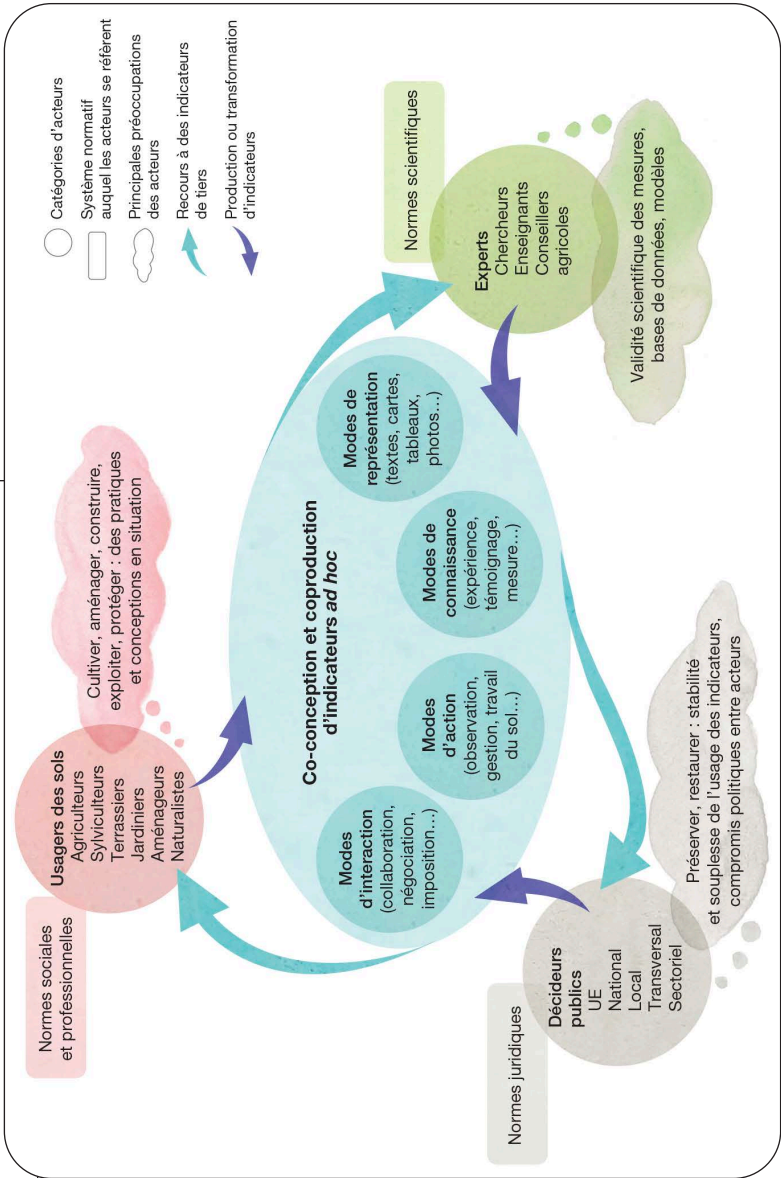 Normes sociales
et professionnelles
Usagers des sols
Agriculteurs
Sylviculteurs
Terrassiers
Jardiniers
Aménageurs
Naturalistes
Cultiver, aménager, construire,
exploiter, protéger : des pratiques
et conceptions en situation
Catégories d'acteurs
Système normatif
auquel les acteurs se réfèrent
Principales préoccupations
des acteurs
Recours à des indicateurs
de tiers
Production ou transformation
d'indicateurs
Co-conception et coproduction
d'indicateurs ad hoc
Modes
d'interaction
(collaboration,
négociation,
imposition…)
Modes
d'action
(observation,
gestion, travail
du sol…)
Modes de
connaissance
(expérience,
témoignage,
mesure…)
Modes de
représentation
(textes, cartes,
tableaux,
photos…)
Normes juridiques
Décideurs
publics
UE
National
Local
Transversal
Sectoriel
Préserver, restaurer : stabilité
et souplesse de l'usage des indicateurs,
compromis politiques entre acteurs
Normes scientifiques
Experts
Chercheurs
Enseignants
Conseillers
agricoles
Validité scientifique des mesures,
bases de données, modèles